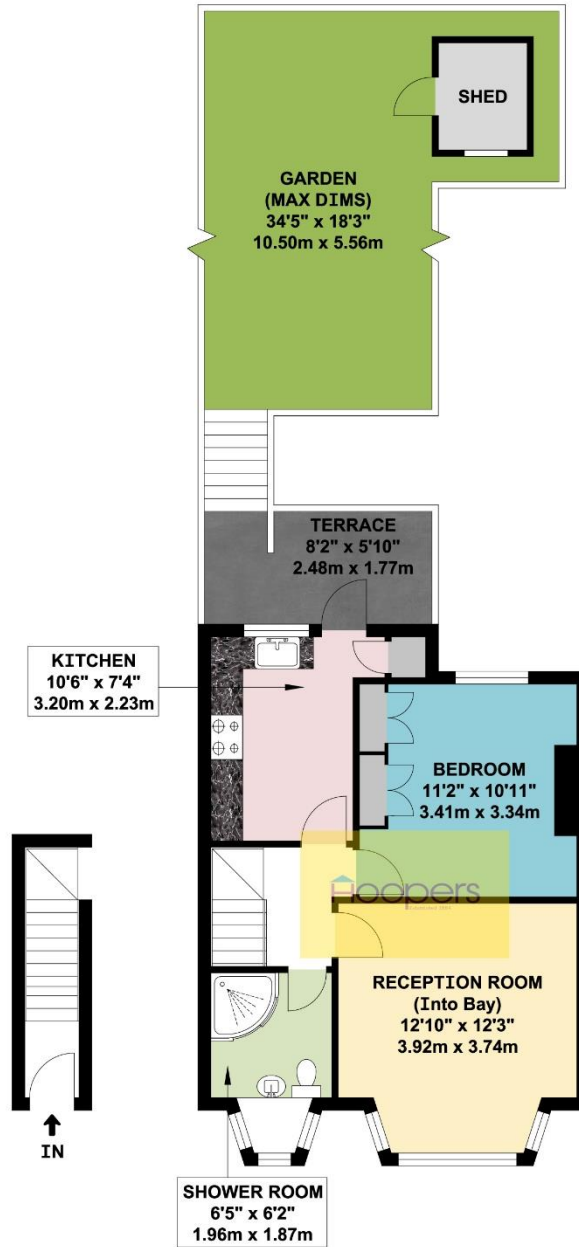 SHED
GARDEN
(MAX DIMS)
34'5" x 18'3"
10.50m x 5.56m
TERRACE
8'2" x 5'10"
2.48m x 1.77m
KITCHEN
10'6" x 7'4"
3.20m x 2.23m
BEDROOM
11'2" x 10'11"
3.41m x 3.34m
Hoopers
RECEPTION ROOM
(Into Bay)
12'10" x 12'3"
3.92m x 3.74m
IN
SHOWER ROOM
6'5" x 6'2"
1.96m x 1.87m